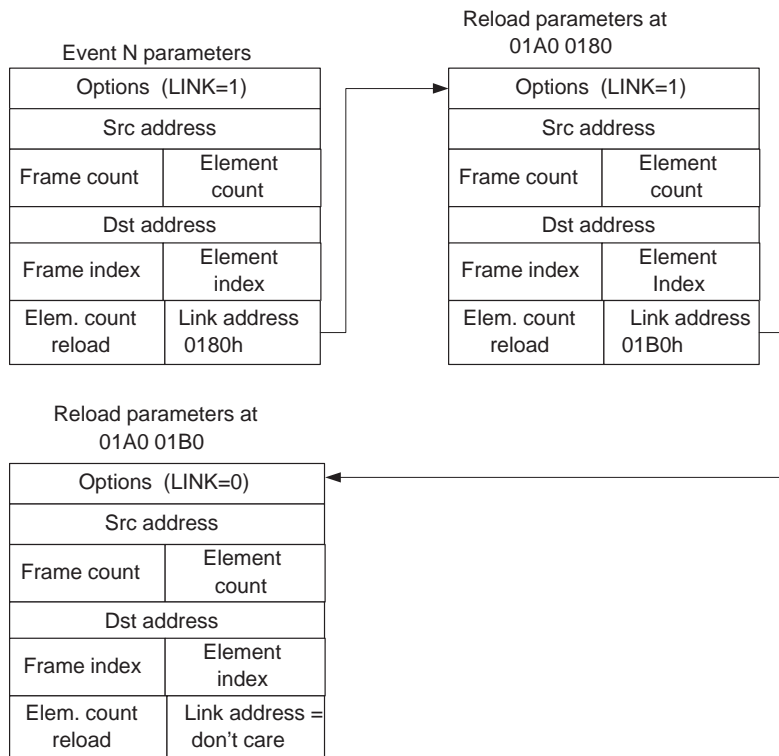 Event N parameters
Options (LINK=1)
Src address
Frame count
Element
count
Dst address
Frame index
Element
index
Elem. count
reload
Link address
0180h
Reload parameters at
01A0 0180
Options (LINK=1)
Src address
Frame count
Element
count
Dst address
Frame index
Element
Index
Elem. count
reload
Link address
01B0h
Reload parameters at
01A0 01B0
Options (LINK=0)
Src address
Frame count
Element
count
Dst address
Frame index
Element
index
Elem. count
reload
Link address =
don't care